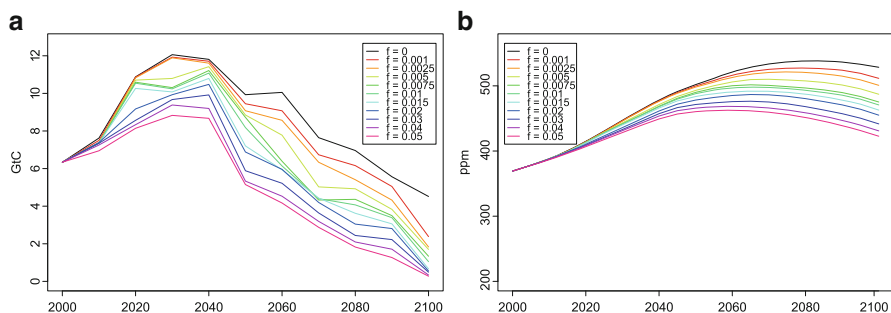 a
GtC
0
2
4
6
8
10
12
2000
2020
2040
2060
2080
2100
f = 0
f = 0.001
f = 0.0025
f = 0.005
f = 0.0075
f = 0.01
f = 0.015
f = 0.02
f = 0.03
f = 0.04
f = 0.05
b
ppm
200
300
400
500
2000
2020
2040
2060
2080
2100
f = 0
f = 0.001
f = 0.0025
f = 0.005
f = 0.0075
f = 0.01
f = 0.015
f = 0.02
f = 0.03
f = 0.04
f = 0.05